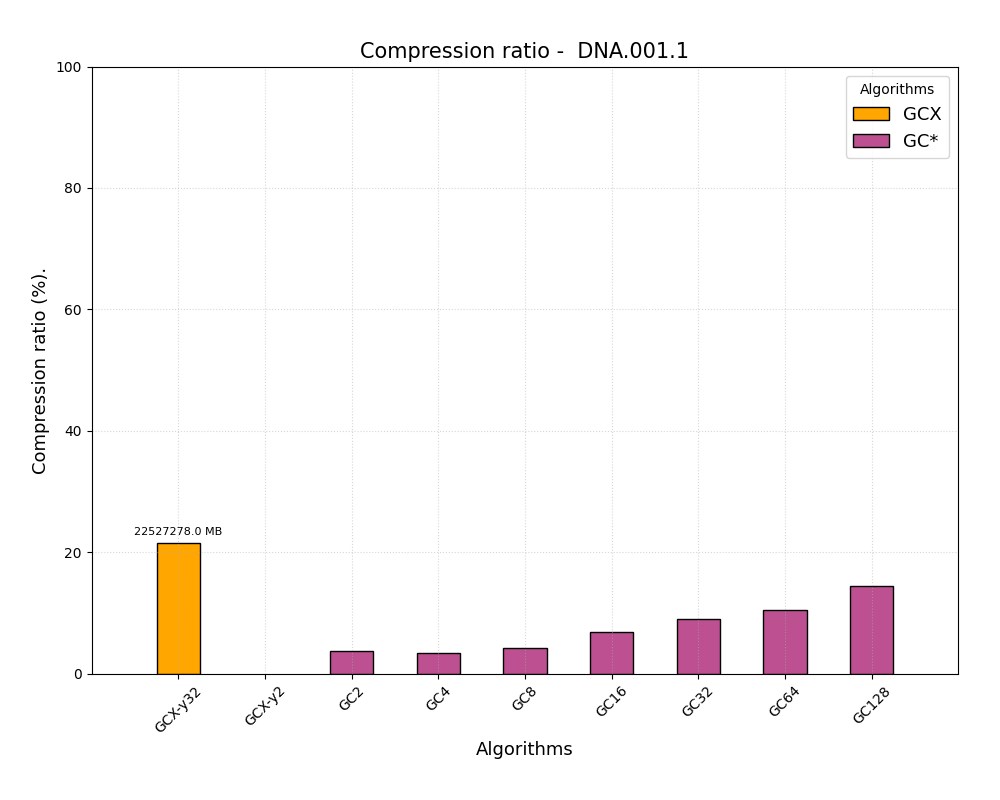 Compression ratio -  DNA.001.1
Algorithms
GCX
GC*
Compression ratio (%).
100
80
60
40
20
0
22527278.0 MB
GCX-y32
GCX-y2
GC2
GC4
GC8
GC16
GC32
GC64
GC128
Algorithms